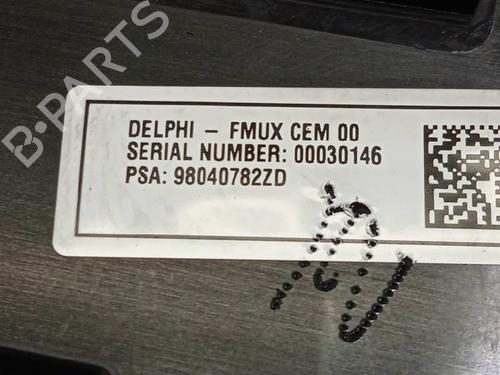 B-PARTS
DELPHI – FMUX CEM 00
SERIAL NUMBER: 00030146
PSA: 98040782ZD